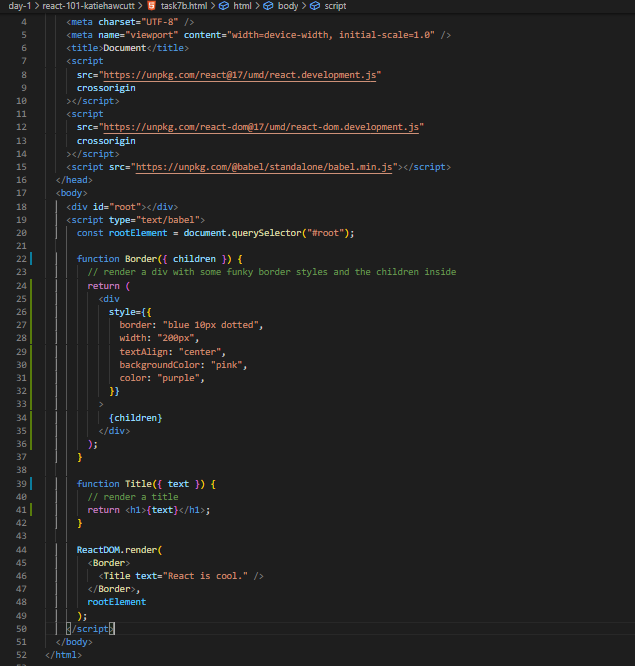 day-1 > react-101-katiehawcutt > task7b.html > html > body > script
4 <meta charset="UTF-8" />
5 <meta name="viewport" content="width=device-width, initial-scale=1.0" />
6 <title>Document</title>
7 <script
8 src="https://unpkg.com/react@17/umd/react.development.js"
9 crossorigin
10 ></script>
11 <script
12 src="https://unpkg.com/react-dom@17/umd/react-dom.development.js"
13 crossorigin
14 ></script>
15 <script src="https://unpkg.com/@babel/standalone/babel.min.js"></script>
16 </head>
17 <body>
18 <div id="root"></div>
19 <script type="text/babel">
20 const rootElement = document.querySelector("#root");
21
22 function Border({ children }) {
23 // render a div with some funky border styles and the children inside
24 return (
25 <div
26 style={{
27 border: "blue 10px dotted",
28 width: "200px",
29 textAlign: "center",
30 backgroundColor: "pink",
31 color: "purple",
32 }}
33 >
34 {children}
35 </div>
36 );
37 }
38
39 function Title({ text }) {
40 // render a title
41 return <h1>{text}</h1>;
42 }
43
44 ReactDOM.render(
45 <Border>
46 <Title text="React is cool." />
47 </Border>,
48 rootElement
49 );
50 </script>
51 </body>
52 </html>